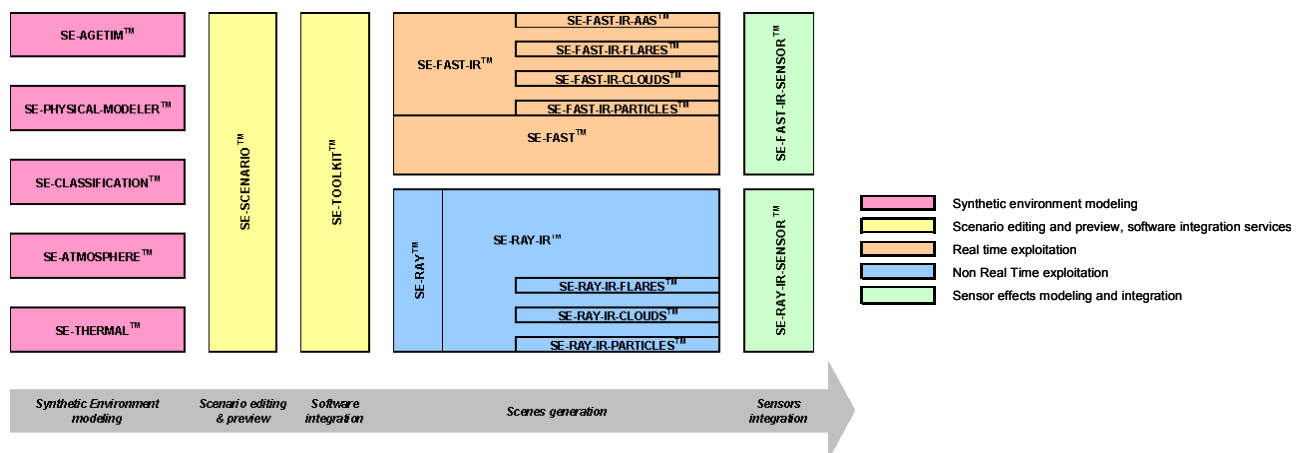 SE-AGETIM™
SE-PHYSICAL-MODELER™
SE-CLASSIFICATION™
SE-ATMOSPHERE™
SE-THERMAL™
SE-SCENARIO™
SE-TOOLKIT™
SE-FAST-IR™
SE-FAST-IR-AAS™
SE-FAST-IR-FLARES™
SE-FAST-IR-CLOUDS™
SE-FAST-IR-PARTICLES™
SE-FAST™
SE-RAY™
SE-RAY-IR™
SE-RAY-IR-FLARES™
SE-RAY-IR-CLOUDS™
SE-RAY-IR-PARTICLES™
SE-FAST-IR-SENSOR™
SE-RAY-IR-SENSOR™
Synthetic environment modeling
Scenario editing and preview, software integration services
Real time exploitation
Non Real Time exploitation
Sensor effects modeling and integration
Synthetic Environment
modeling
Scenario editing
& preview
Software
integration
Scenes generation
Sensors
integration